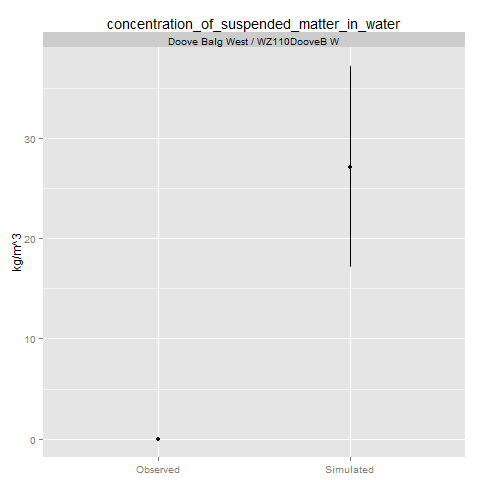 concentration_of_suspended_matter_in_water
Doove Balg West / WZ110DooveB W
kg/m^3
30
20
10
0
Observed
Simulated